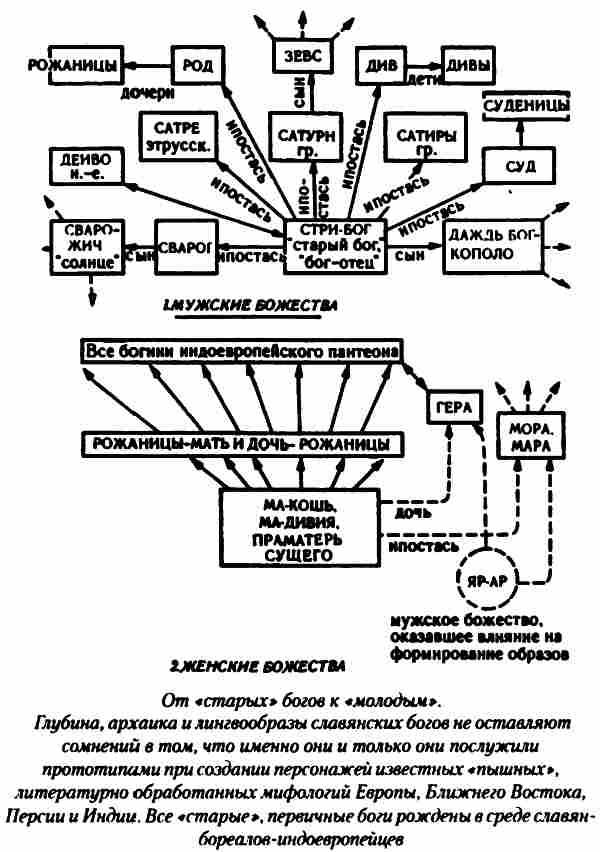 ЗЕВС
РОЖАНИЦЫ
РОД
ДИВ
ДИВЫ
дочери
сын
дети
СУДЕНИЦЫ
САТРЕ
этрусск.
САТУРН
гр.
САТИРЫ
гр.
ипостась
ипостась
ипо-
стась
ипостась
ипостась
ДЕИВО
и.-е.
СУД
ипостась
СВАРО-
ЖИЧ
"солнце"
сын
СВАРОГ
ипостась
СТРИ-БОГ
"старый бог,
"бог-отец"
сын
ДАЖДЬ БОГ-
КОПОЛО
1.МУЖСКИЕ БОЖЕСТВА
Все богини индоевропейского пантеона
ГЕРА
МОРА,
МАРА
РОЖАНИЦЫ-МАТЬ И ДОЧЬ-РОЖАНИЦЫ
МА-КОШЬ,
МА-ДИВИЯ,
ПРАМАТЕРЬ
СУЩЕГО
дочь
ипостась
ЯР-АР
мужское божество,
оказавшее влияние на
формирование образов
2.ЖЕНСКИЕ БОЖЕСТВА
От «старых» богов к «молодым».
Глубина, архаика и лингвообразы славянских богов не оставляют
сомнений в том, что именно они и только они послужили
прототипами при создании персонажей известных «пышных»,
литературно обработанных мифологий Европы, Ближнего Востока,
Персии и Индии. Все «старые», первичные боги рождены в среде славян-
бореалов-индоевропейцев